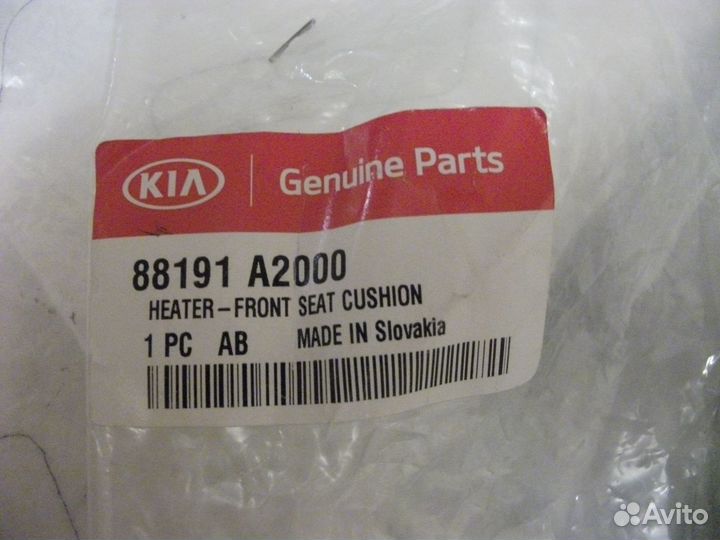 KIA Genuine Parts
88191 A2000
HEATER-FRONT SEAT CUSHION
1 PC AB MADE IN Slovakia
Avito